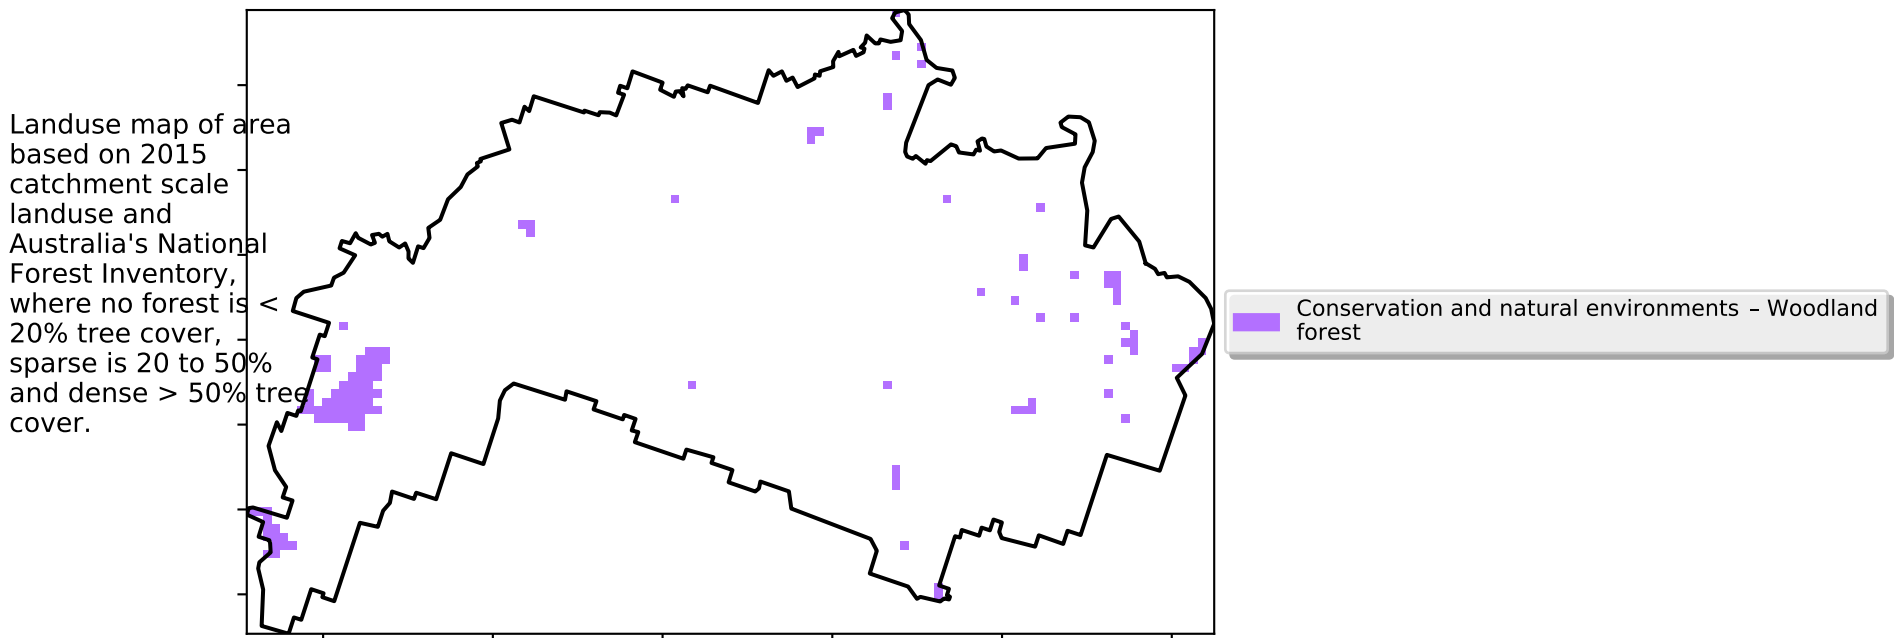 Landuse map of area
based on 2015
catchment scale
landuse and
Australia's National
Forest Inventory,
where no forest is <
20% tree cover,
sparse is 20 to 50%
and dense > 50% tree
cover.
Conservation and natural environments – Woodland
forest